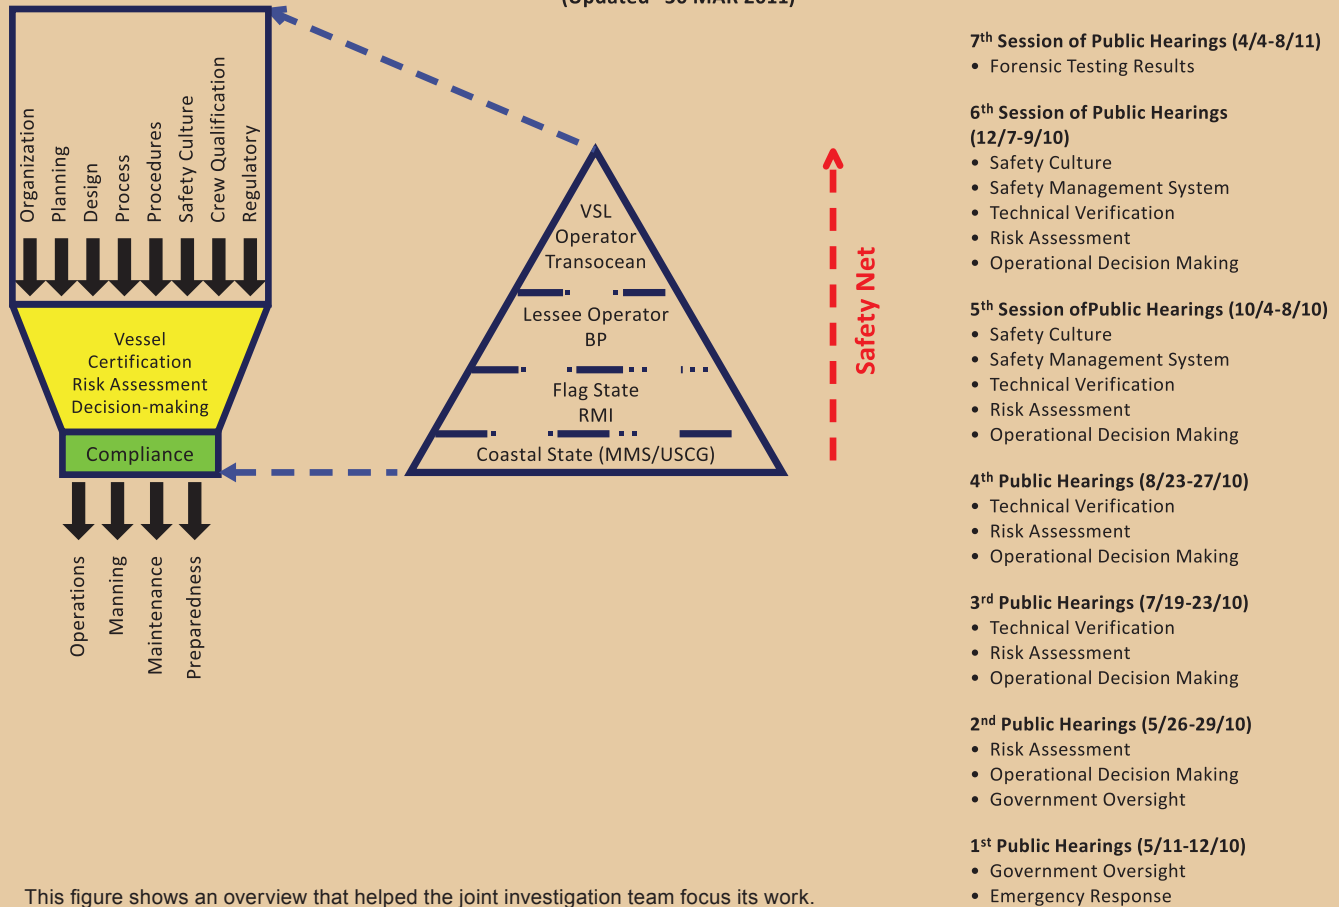 (Updated 30 MAR 2011)
Organization
Planning
Design
Process
Procedures
Safety Culture
Crew Qualification
Regulatory
Vessel
Certification
Risk Assessment
Decision-making
Compliance
Operations
Manning
Maintenance
Preparedness
VSL
Operator
Transocean
Lessee Operator
BP
Flag State
RMI
Coastal State (MMS/USCG)
Safety Net
7th Session of Public Hearings (4/4-8/11)
• Forensic Testing Results
6th Session of Public Hearings
(12/7-9/10)
• Safety Culture
• Safety Management System
• Technical Verification
• Risk Assessment
• Operational Decision Making
5th Session ofPublic Hearings (10/4-8/10)
• Safety Culture
• Safety Management System
• Technical Verification
• Risk Assessment
• Operational Decision Making
4th Public Hearings (8/23-27/10)
• Technical Verification
• Risk Assessment
• Operational Decision Making
3rd Public Hearings (7/19-23/10)
• Technical Verification
• Risk Assessment
• Operational Decision Making
2nd Public Hearings (5/26-29/10)
• Risk Assessment
• Operational Decision Making
• Government Oversight
1st Public Hearings (5/11-12/10)
• Government Oversight
• Emergency Response
This figure shows an overview that helped the joint investigation team focus its work.